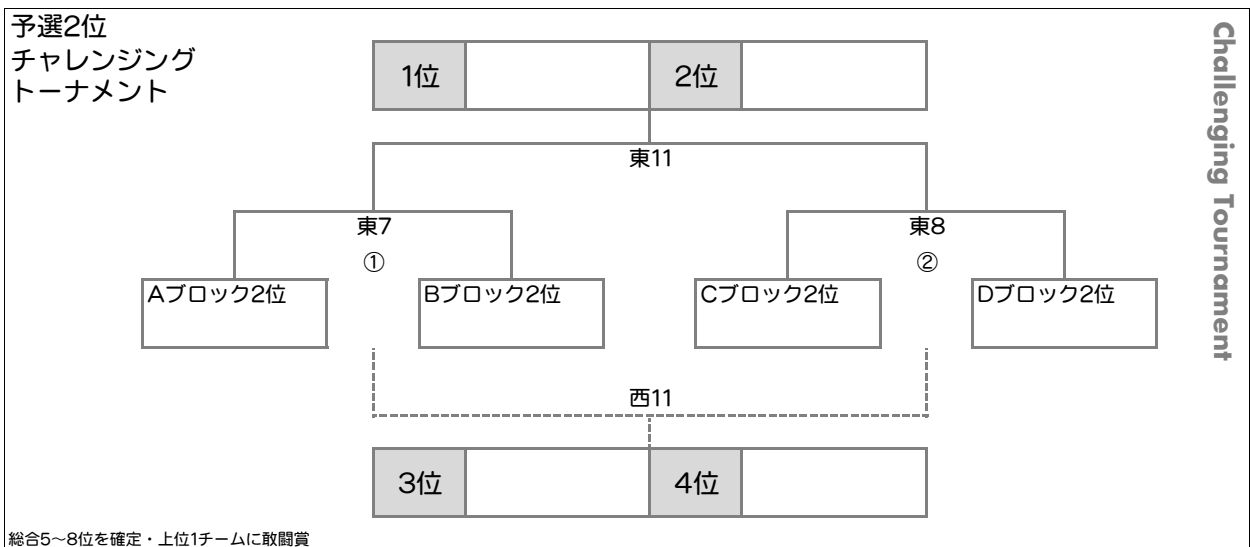 予選2位
チャレンジング
トーナメント
Challenging Tournament
1位
2位
東11
東7
東8
①
②
Aブロック2位
Bブロック2位
Cブロック2位
Dブロック2位
西11
3位
4位
総合5～8位を確定・上位1チームに敢闘賞